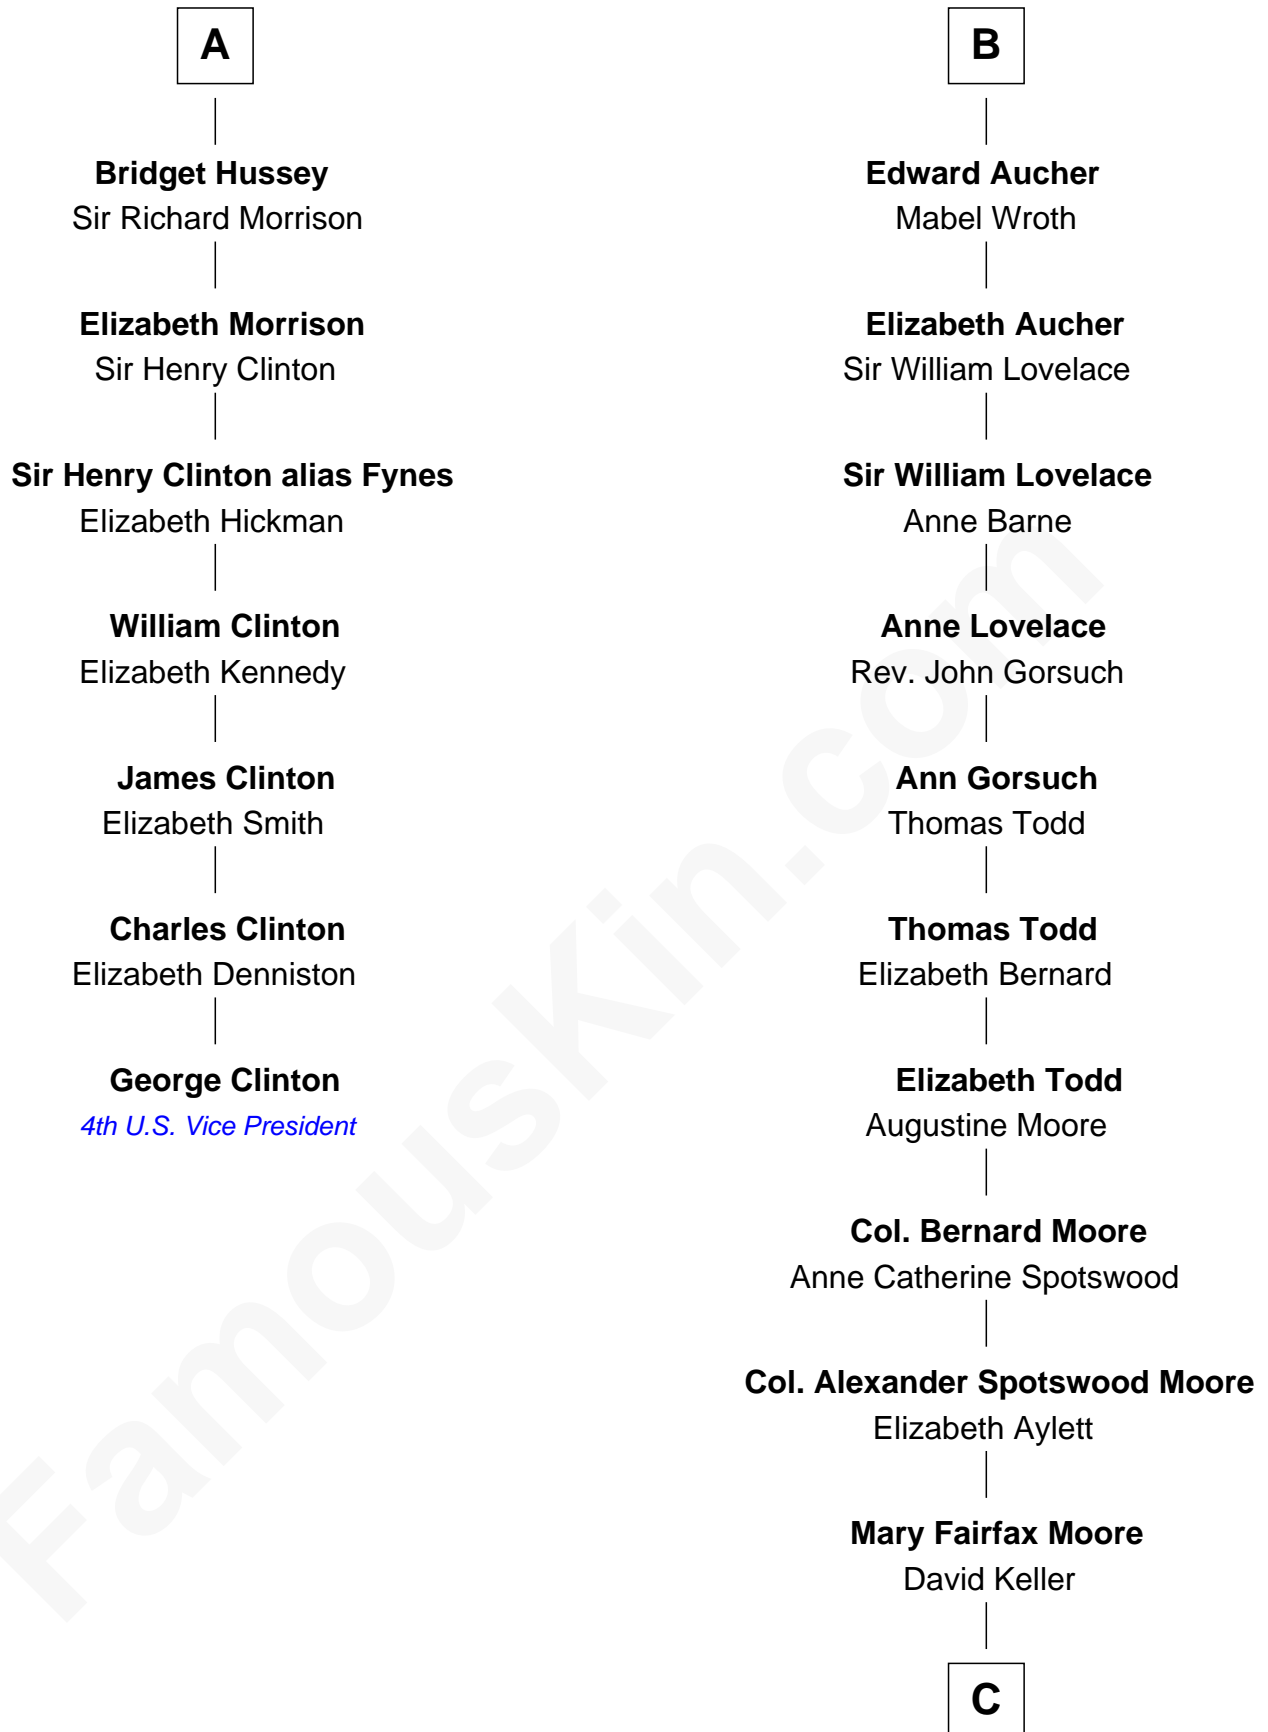 A
Bridget Hussey
Sir Richard Morrison
Elizabeth Morrison
Sir Henry Clinton
Sir Henry Clinton alias Fynes
Elizabeth Hickman
William Clinton
Elizabeth Kennedy
James Clinton
Elizabeth Smith
Charles Clinton
Elizabeth Denniston
George Clinton
4th U.S. Vice President
B
Edward Aucher
Mabel Wroth
Elizabeth Aucher
Sir William Lovelace
Sir William Lovelace
Anne Barne
Anne Lovelace
Rev. John Gorsuch
Ann Gorsuch
Thomas Todd
Thomas Todd
Elizabeth Bernard
Elizabeth Todd
Augustine Moore
Col. Bernard Moore
Anne Catherine Spotswood
Col. Alexander Spotswood Moore
Elizabeth Aylett
Mary Fairfax Moore
David Keller
C
FamousKin.com